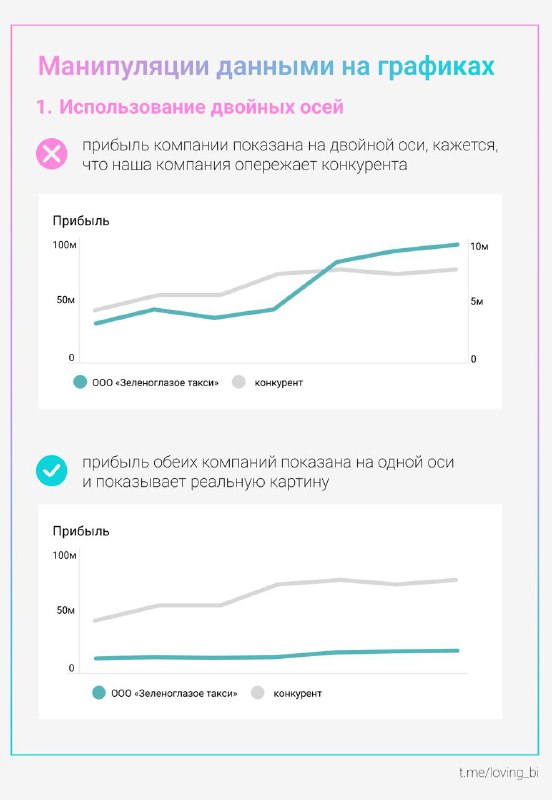 Манипуляции данными на графиках
1. Использование двойных осей
прибыль компании показана на двойной оси, кажется,
что наша компания опережает конкурента
Прибыль
100м
10м
50м
5м
0
0
ООО «Зеленоглазое такси»
конкурент
прибыль обеих компаний показана на одной оси
и показывает реальную картину
Прибыль
100м
50м
0
ООО «Зеленоглазое такси»
конкурент
t.me/loving_bi